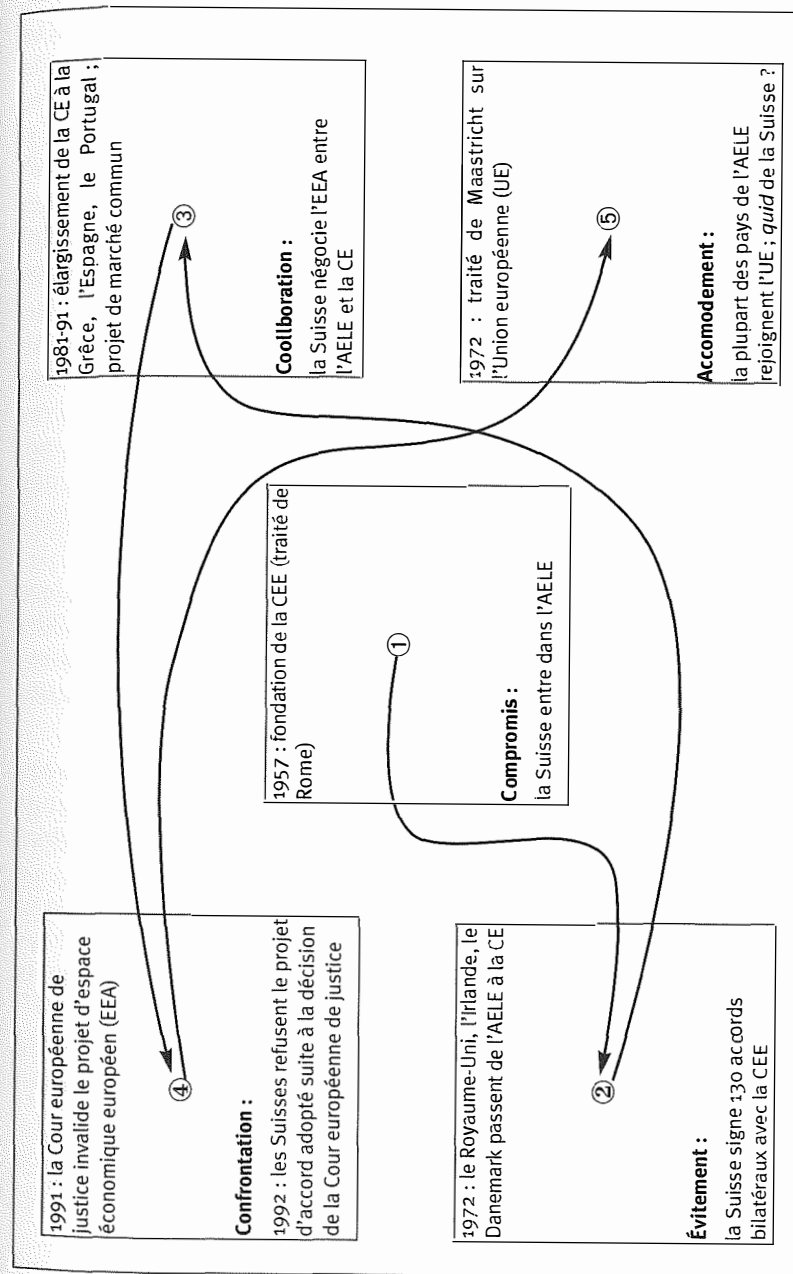 1991 : la Cour européenne de
justice invalide le projet d'espace
économique européen (EEA)
④
Confrontation :
1992 : les Suisses refusent le projet
d'accord adopté suite à la décision
de la Cour européenne de justice
1981-91 : élargissement de la CE à la
Grêce, l'Espagne, le Portugal ;
projet de marché commun
③
Coollboration :
la Suisse négocie l'EEA entre
l'AELE et la CE
1957 : fondation de la CEE (traité de
Rome)
①
Compromis :
la Suisse entre dans l'AELE
1972 : le Royaume-Uni, l'Irlande, le
Danemark passent de l'AELE à la CE
②
Évitement :
la Suisse signe 130 accords
bilatéraux avec la CEE
1972 : traité de Maastricht sur
l'Union européenne (UE)
⑤
Accomodement :
la plupart des pays de l'AELE
rejoignent l'UE ; quid de la Suisse ?